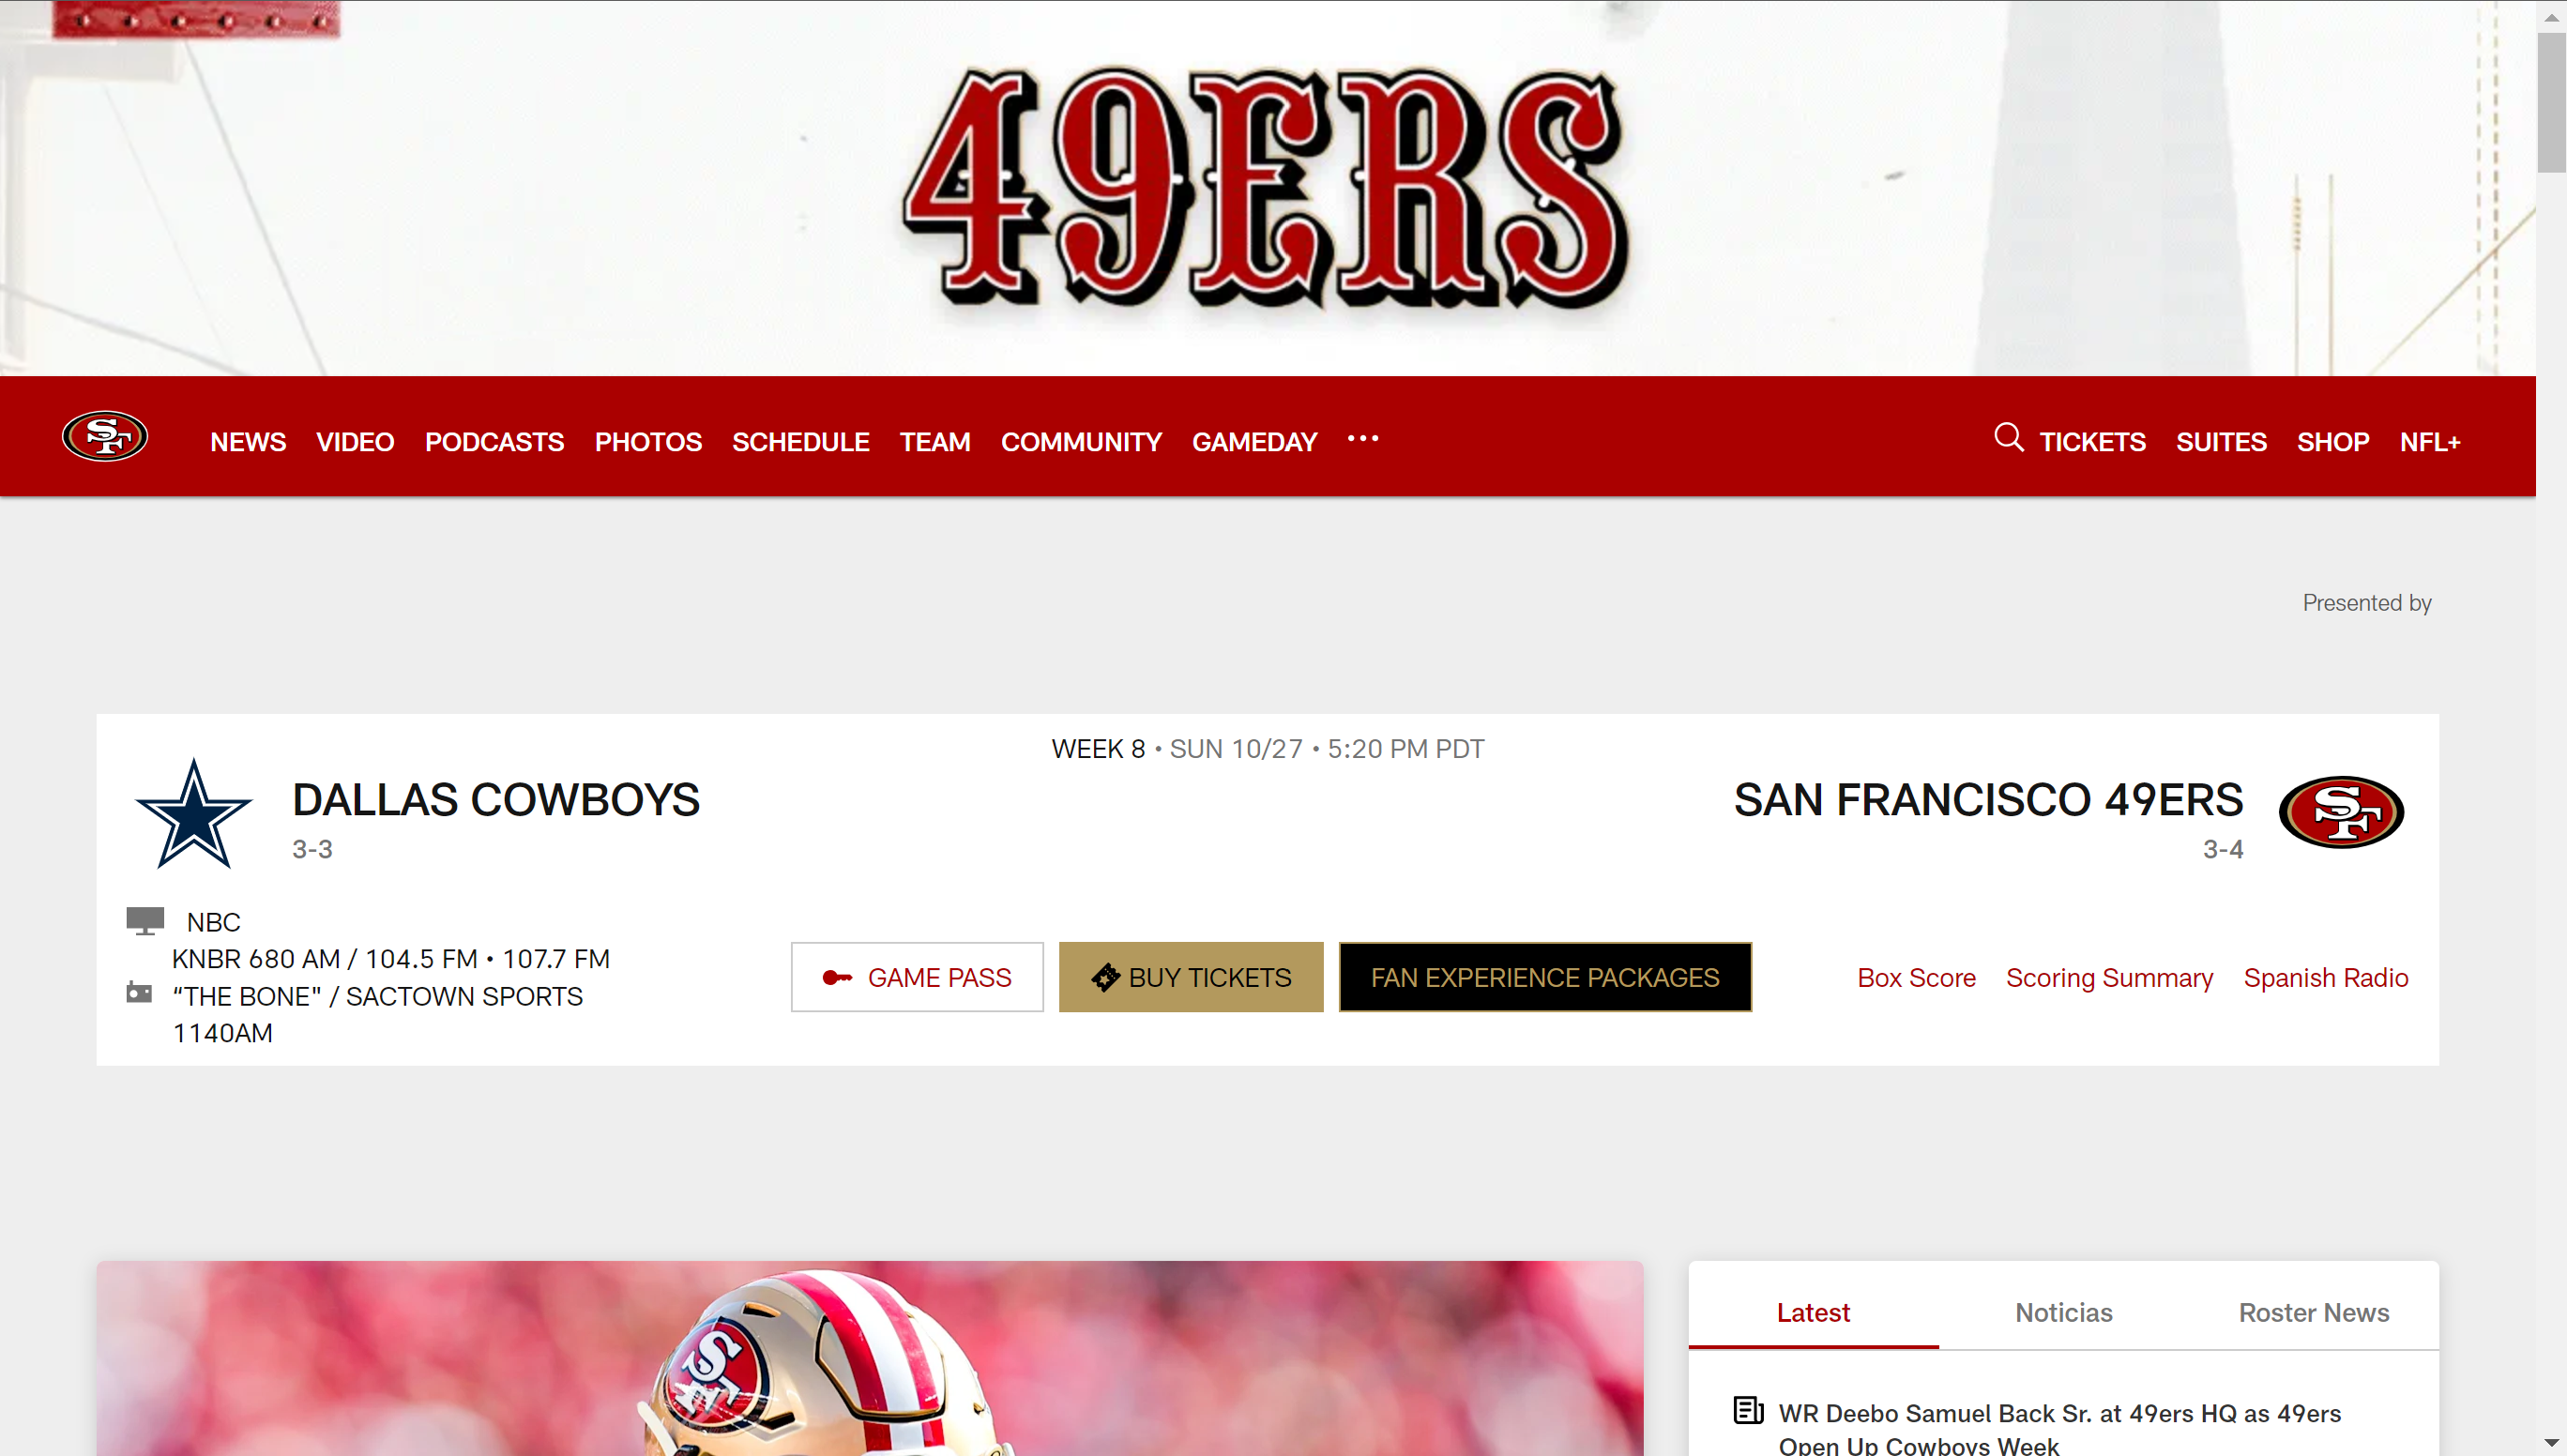 49ERS
SF
NEWS VIDEO PODCASTS PHOTOS SCHEDULE TEAM COMMUNITY GAMEDAY ••• TICKETS SUITES SHOP NFL+
Presented by
WEEK 8 • SUN 10/27 • 5:20 PM PDT
DALLAS COWBOYS
3-3
SAN FRANCISCO 49ERS
3-4
SF
NBC
KNBR 680 AM / 104.5 FM • 107.7 FM
“THE BONE" / SACTOWN SPORTS
1140AM
GAME PASS
BUY TICKETS
FAN EXPERIENCE PACKAGES
Box Score Scoring Summary Spanish Radio
SF
Latest Noticias Roster News
WR Deebo Samuel Back Sr. at 49ers HQ as 49ers
Open Up Cowboys Week